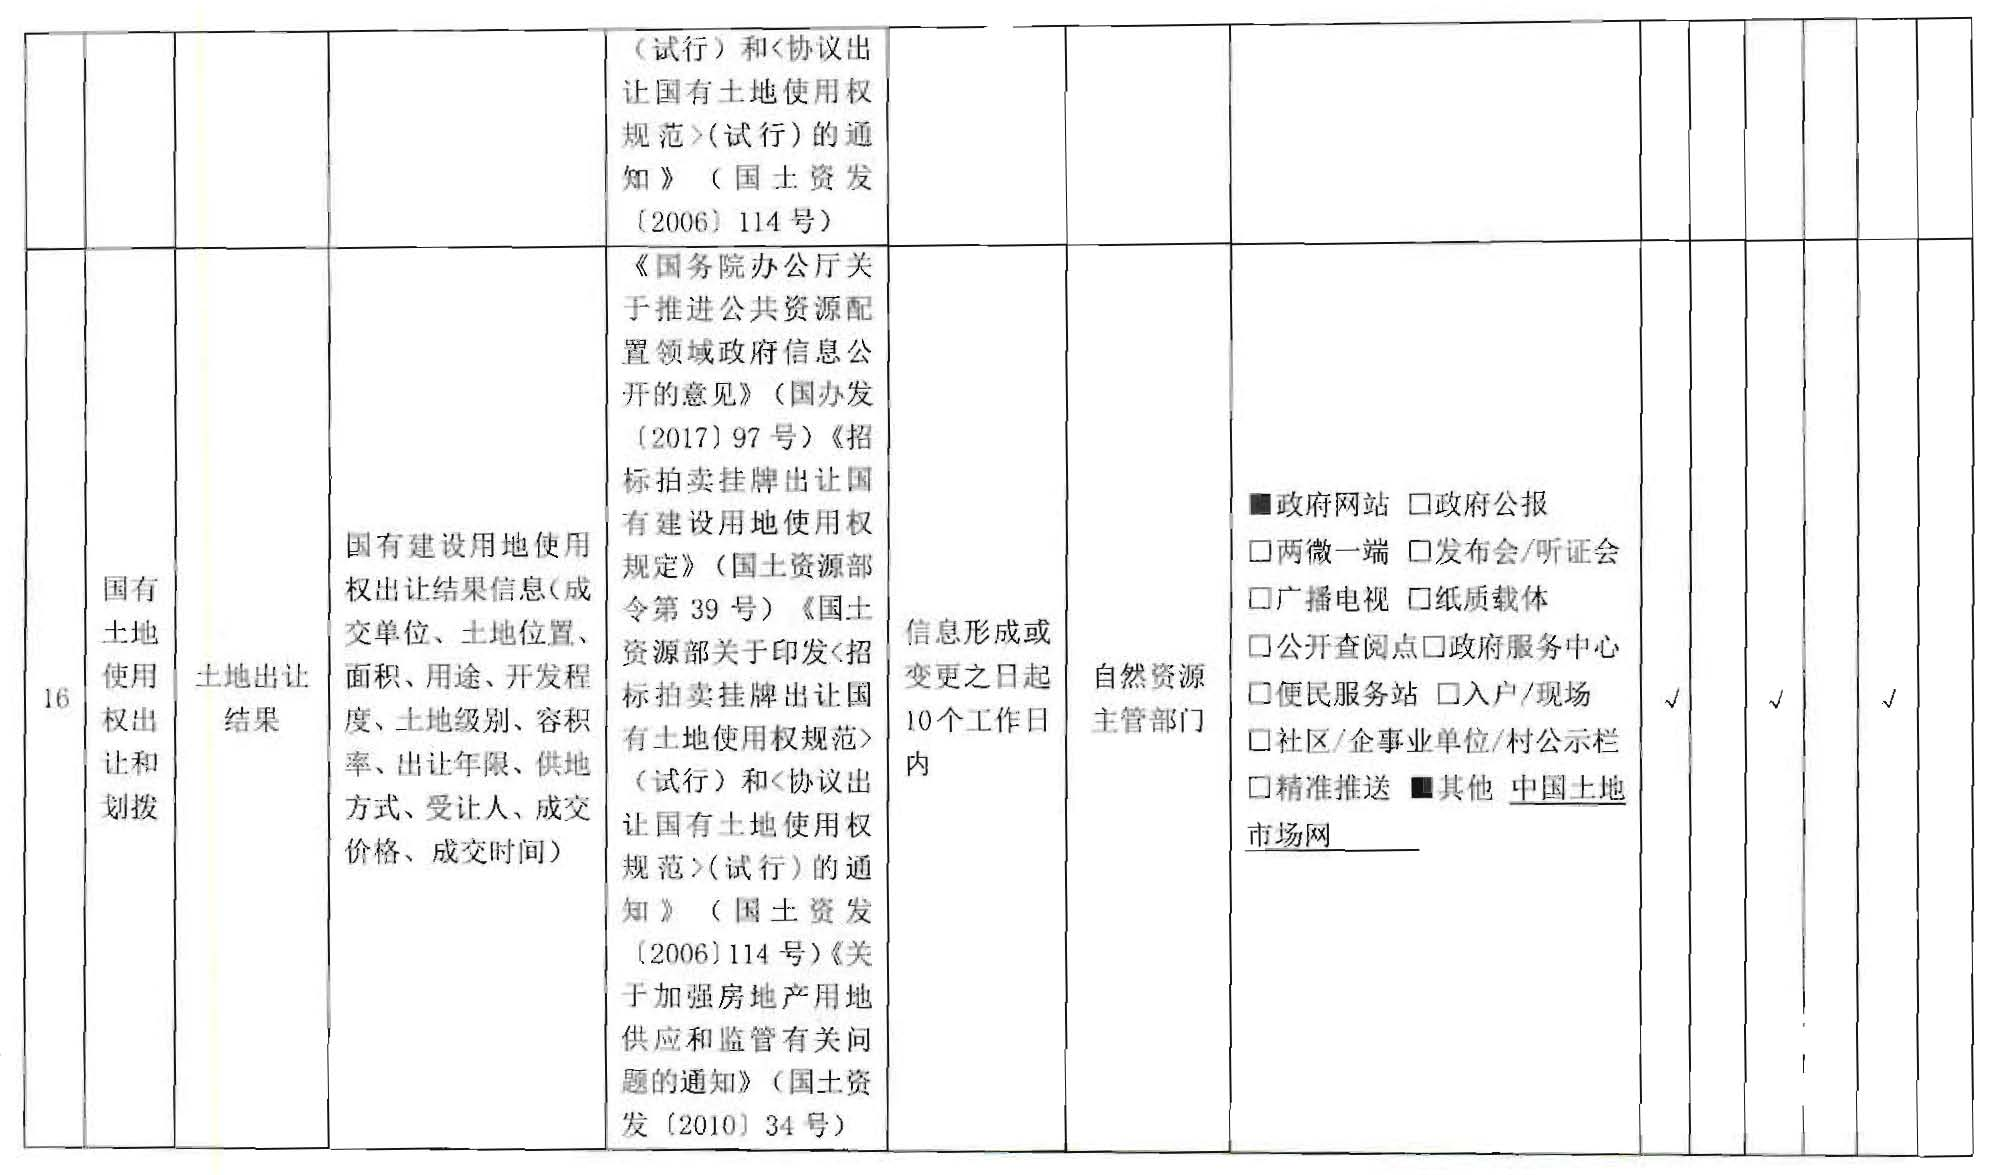 （试行）和<协议出
让国有土地使用权
规范>(试行)的通
知》（国土资发
〔2006〕114号）
16
国有
土地
使用
权出
让和
划拨
土地出让
结果
国有建设用地使用
权出让结果信息（成
交单位、土地位置、
面积、用途、开发程
度、土地级别、容积
率、出让年限、供地
方式、受让人、成交
价格、成交时间）
《国务院办公厅关
于推进公共资源配
置领域政府信息公
开的意见》（国办发
〔2017〕97号）《招
标拍卖挂牌出让国
有建设用地使用权
规定》（国土资源部
令第 39 号）《国土
资源部关于印发<招
标拍卖挂牌出让国
有土地使用权规范>
（试行）和<协议出
让国有土地使用权
规范>(试行)的通
知》（国土资发
〔2006〕114号）《关
于加强房地产用地
供应和监管有关问
题的通知》（国土资
发〔2010〕34号）
信息形成或
变更之日起
10个工作日
内
自然资源
主管部门
■政府网站 □政府公报
□两微一端 □发布会/听证会
□广播电视 □纸质载体
□公开查阅点□政府服务中心
□便民服务站 □入户/现场
□社区/企事业单位/村公示栏
□精准推送 ■其他 中国土地
市场网
√
√
√